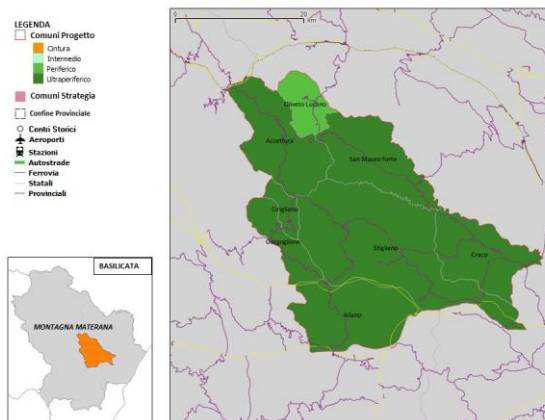 LEGENDA
Comuni Progetto
Cintura
Intermedio
Periferico
Ultraperiferico
Comuni Strategia
Confine Provinciale
Centi Storici
Aeroporti
Stazioni
Autostrade
Ferrovia
Statali
Provinciali
0 20
km
Oliveto Lucano
Accettura
San Mauro Forte
Cirigliano
Gorgoglione
Stigliano
Craco
Aliano
BASILICATA
MONTAGNA MATERANA